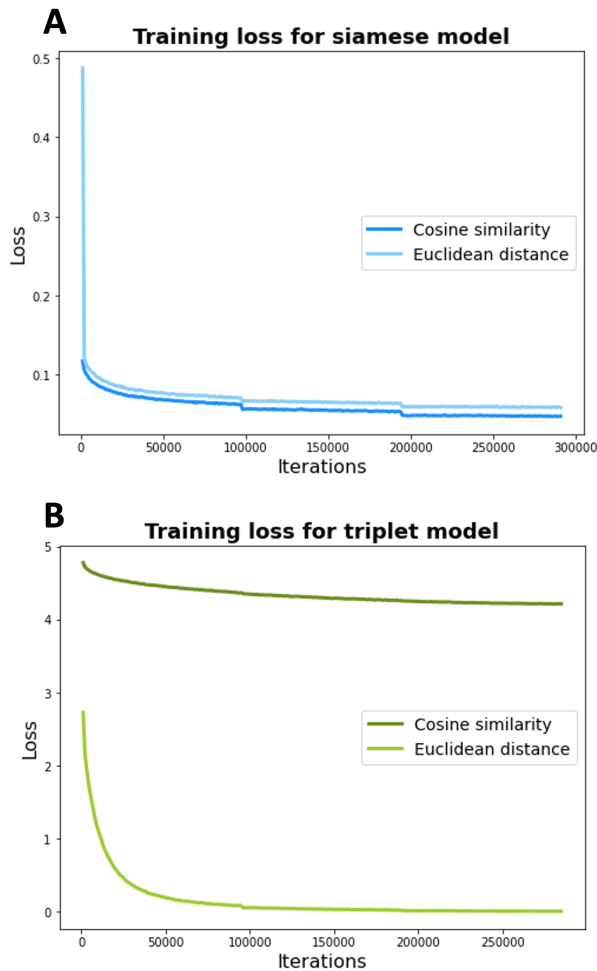 A
Training loss for siamese model
0.5
0.4
0.3
0.2
0.1
Loss
Cosine similarity
Euclidean distance
0 50000 100000 150000 200000 250000 300000
Iterations
B
Training loss for triplet model
5
4
3
2
1
0
Loss
Cosine similarity
Euclidean distance
0 50000 100000 150000 200000 250000
Iterations